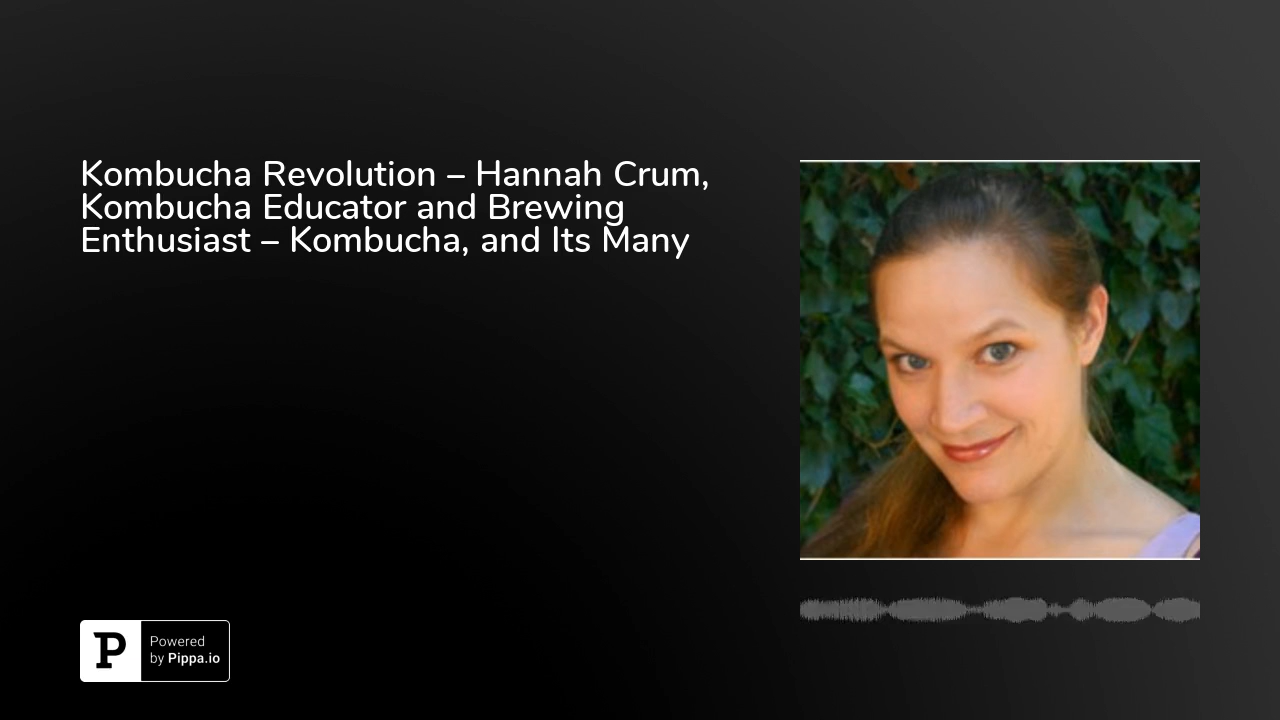 Kombucha Revolution – Hannah Crum,
Kombucha Educator and Brewing
Enthusiast – Kombucha, and Its Many
P
Powered
by Pippa.io